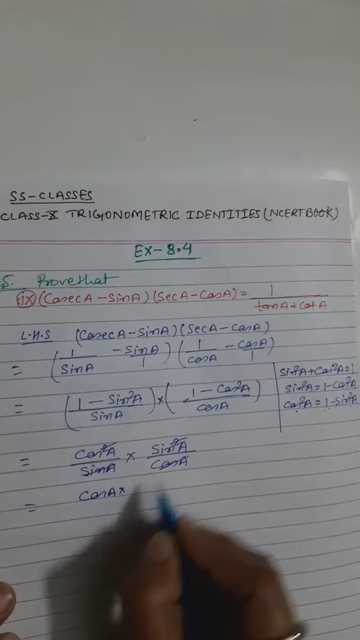 SS-CLASSES
CLASS-X TRIGONOMETRIC IDENTITIES (NCERT BOOK)
EX-8.4
5. Prove that
(ix) (CosecA - SinA) (SecA - CosA) = 1/(tanA + CotA)
L.H.S (CosecA - SinA) (SecA - CosA)
= (1/SinA - SinA/1) (1/CosA - CosA/1)
= (1 - Sin²A/SinA) × (1 - Cos²A/CosA)
Sin²A + Cos²A = 1
Sin²A = 1 - Cos²A
Cos²A = 1 - Sin²A
= Cos²A/SinA × Sin²A/CosA
= CosA ×